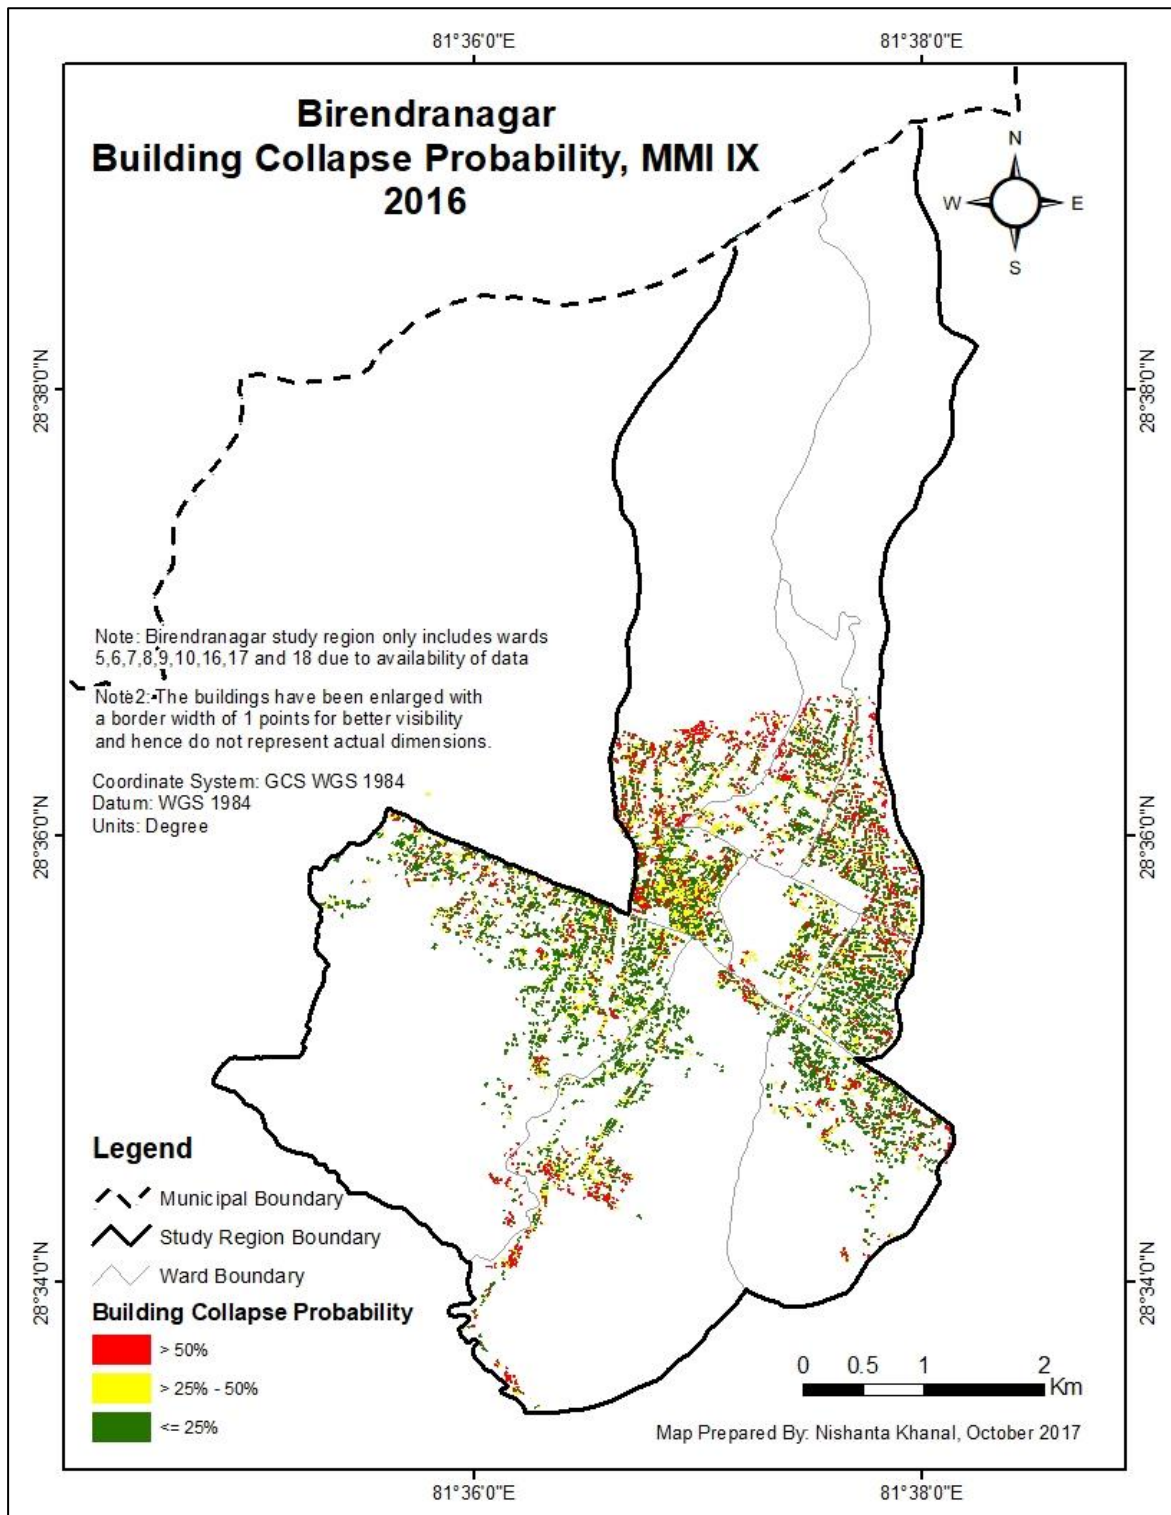 81°36'0"E
81°38'0"E
Birendranagar
Building Collapse Probability, MMI IX
2016
N
W
E
S
28°38'0"N
28°38'0"N
Note: Birendranagar study region only includes wards
5,6,7,8,9,10,16,17 and 18 due to availability of data
Note2: The buildings have been enlarged with
a border width of 1 points for better visibility
and hence do not represent actual dimensions.
Coordinate System: GCS WGS 1984
Datum: WGS 1984
Units: Degree
28°36'0"N
28°36'0"N
Legend
Municipal Boundary
Study Region Boundary
Ward Boundary
28°34'0"N
28°34'0"N
Building Collapse Probability
> 50%
> 25% - 50%
<= 25%
0 0.5 1 2
Km
Map Prepared By: Nishanta Khanal, October 2017
81°36'0"E
81°38'0"E